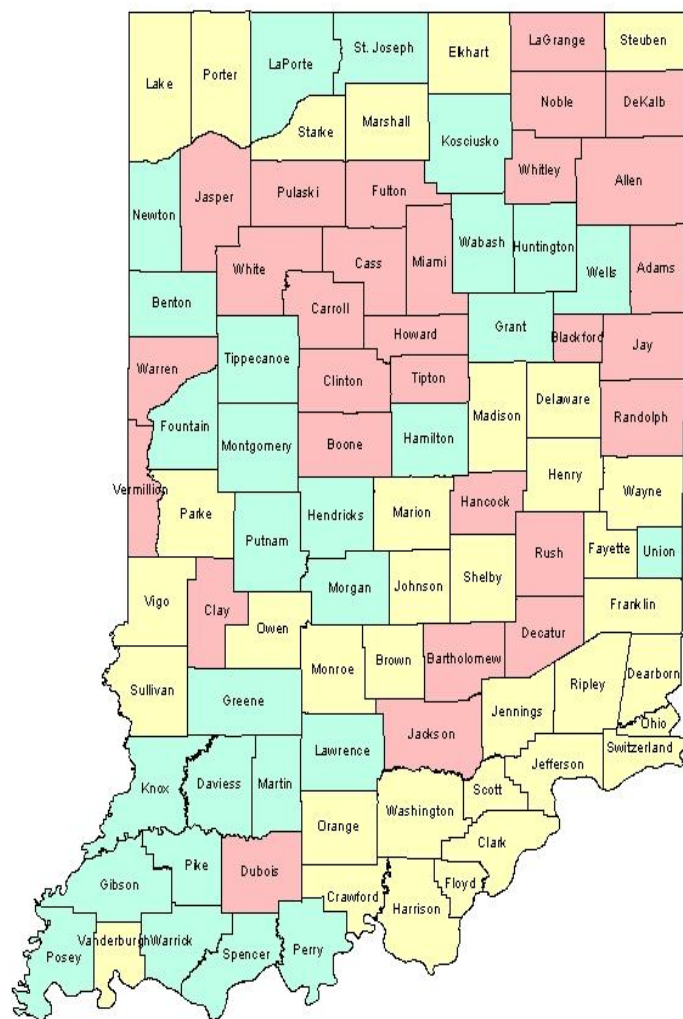 LaGrange
Steuben
St. Joseph
Elkhart
LaPorte
Porter
Lake
Noble
DeKalb
Marshall
Starke
Kosciusko
Whitley
Allen
Pulaski
Fulton
Jasper
Newton
Wabash
Huntington
Miami
Cass
White
Wells
Adams
Benton
Carroll
Grant
Howard
Blackford
Jay
Tippecanoe
Warren
Clinton
Tipton
Delaware
Madison
Randolph
Fountain
Montgomery
Boone
Hamilton
Henry
Vermillion
Wayne
Hancock
Parke
Hendricks
Marion
Putnam
Rush
Fayette
Union
Shelby
Morgan
Johnson
Vigo
Clay
Franklin
Owen
Decatur
Bartholomew
Brown
Monroe
Dearborn
Ripley
Sullivan
Greene
Jennings
Ohio
Jackson
Lawrence
Switzerland
Jefferson
Knox
Daviess
Martin
Scott
Washington
Orange
Clark
Pike
Dubois
Gibson
Floyd
Crawford
Harrison
Vanderburgh
Warrick
Posey
Spencer
Perry